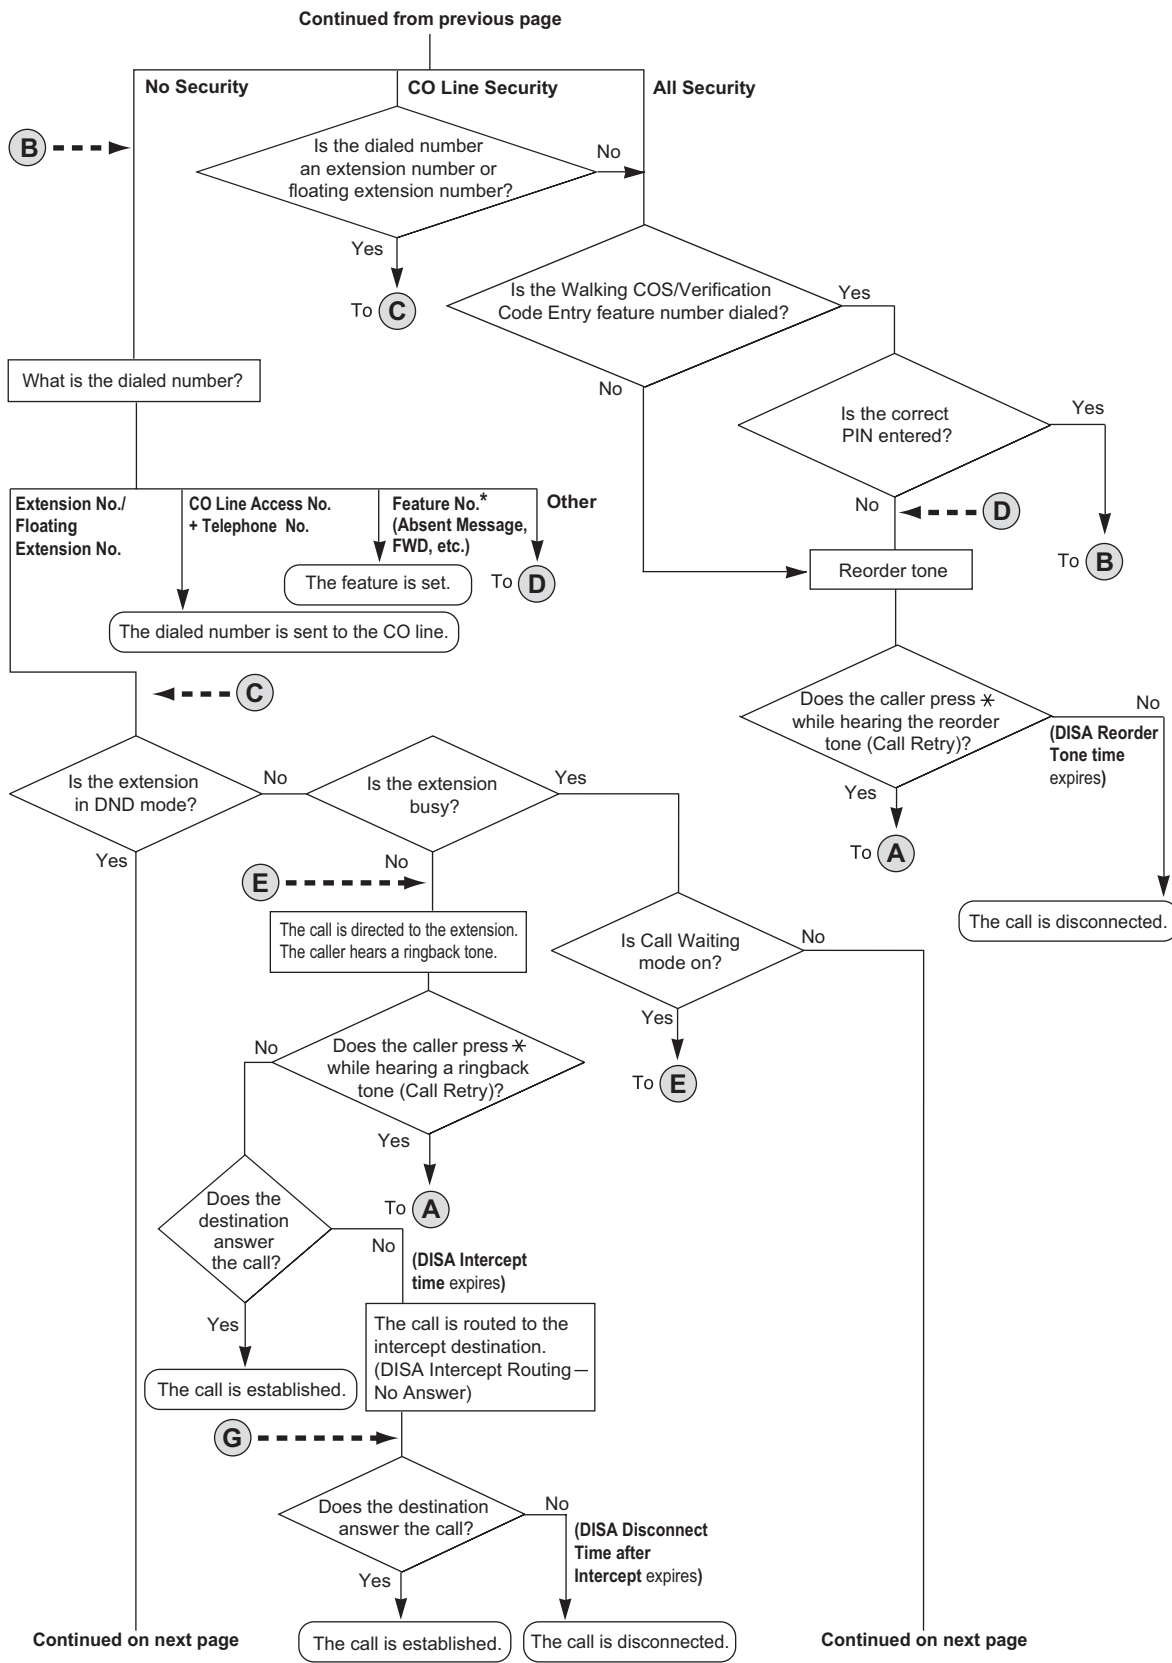 Continued from previous page
No Security
CO Line Security
All Security
B
Is the dialed number
an extension number or
floating extension number?
No
Yes
To C
Is the Walking COS/Verification
Code Entry feature number dialed?
Yes
No
What is the dialed number?
Is the correct
PIN entered?
Yes
No
D
To B
Extension No./
Floating
Extension No.
CO Line Access No.
+ Telephone No.
Feature No.*
(Absent Message,
FWD, etc.)
Other
The feature is set.
To D
The dialed number is sent to the CO line.
Reorder tone
C
Does the caller press *
while hearing the reorder
tone (Call Retry)?
No
(DISA Reorder
Tone time
expires)
Yes
To A
The call is disconnected.
Is the extension
in DND mode?
No
Yes
Is the extension
busy?
Yes
No
E
The call is directed to the extension.
The caller hears a ringback tone.
Is Call Waiting
mode on?
No
Yes
To E
Does the caller press *
while hearing a ringback
tone (Call Retry)?
No
Yes
To A
Does the
destination
answer
the call?
No
(DISA Intercept
time expires)
Yes
The call is established.
The call is routed to the
intercept destination.
(DISA Intercept Routing—
No Answer)
G
Does the destination
answer the call?
No
(DISA Disconnect
Time after
Intercept expires)
Yes
The call is established.
The call is disconnected.
Continued on next page
Continued on next page